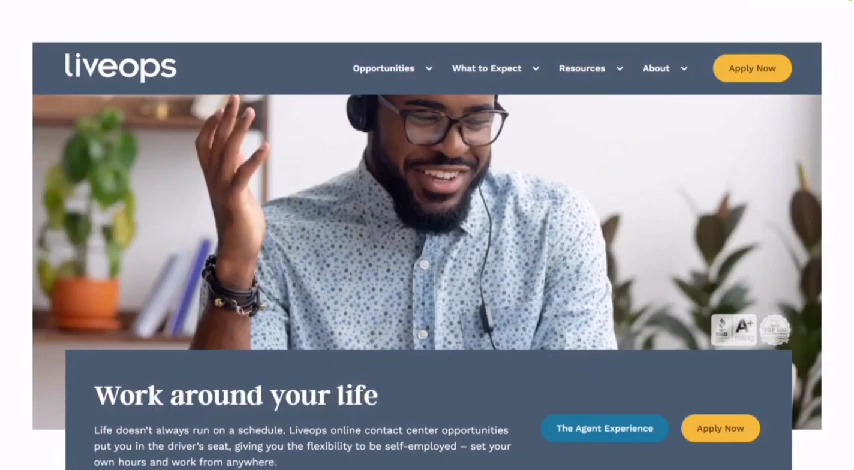 liveops
Opportunities
What to Expect
Resources
About
Apply Now
A+
Work around your life
Life doesn't always run on a schedule. Liveops online contact center opportunities
put you in the driver's seat, giving you the flexibility to be self-employed – set your
own hours and work from anywhere.
The Agent Experience
Apply Now